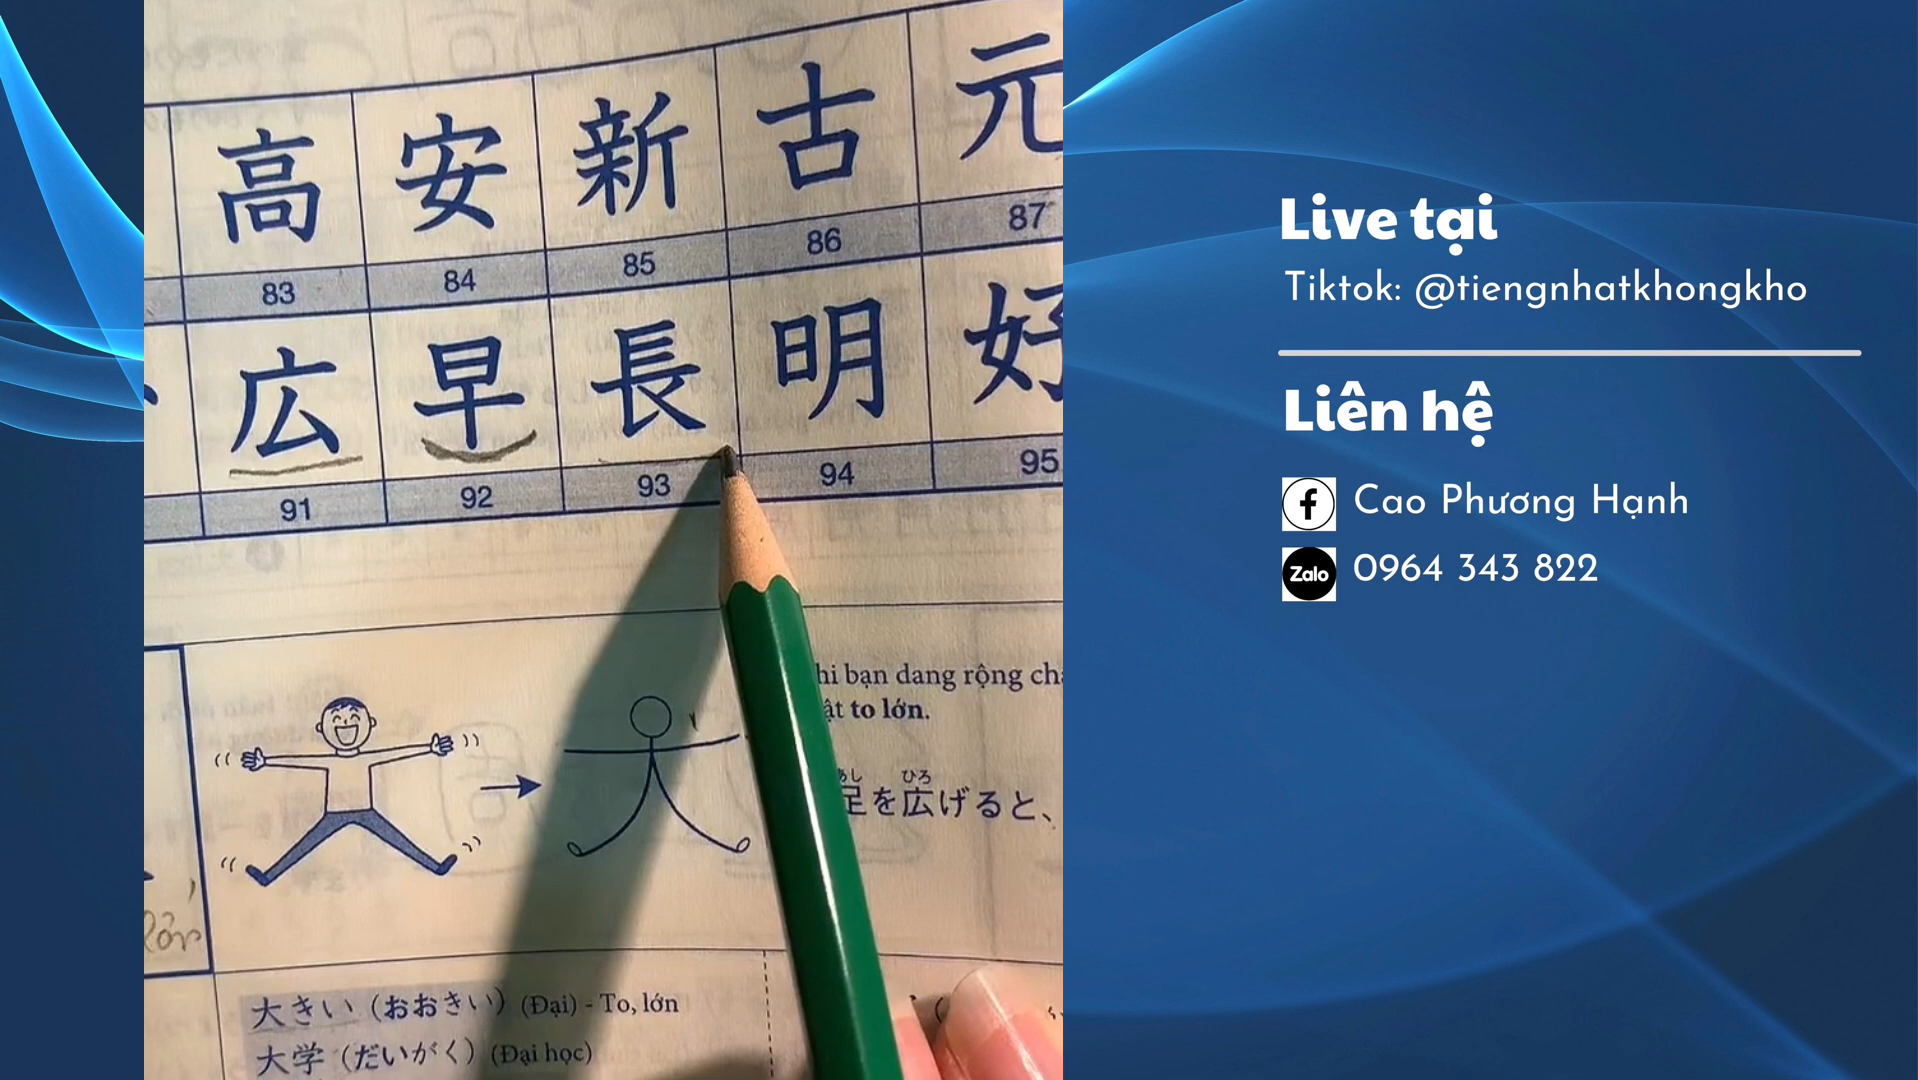 高 安 新 古 元
83 84 85 86 87
広 早 長 明 好
91 92 93 94 95
hi bạn dang rộng
ật to lớn.
あし ひろ
足を広げると、
lớn
大きい (おおきい) (Đại) - To, lớn
大学 (だいがく) (Đại học)
Live tại
Tiktok: @tiengnhatkhongkho
Liên hệ
f Cao Phương Hạnh
Zalo 0964 343 822